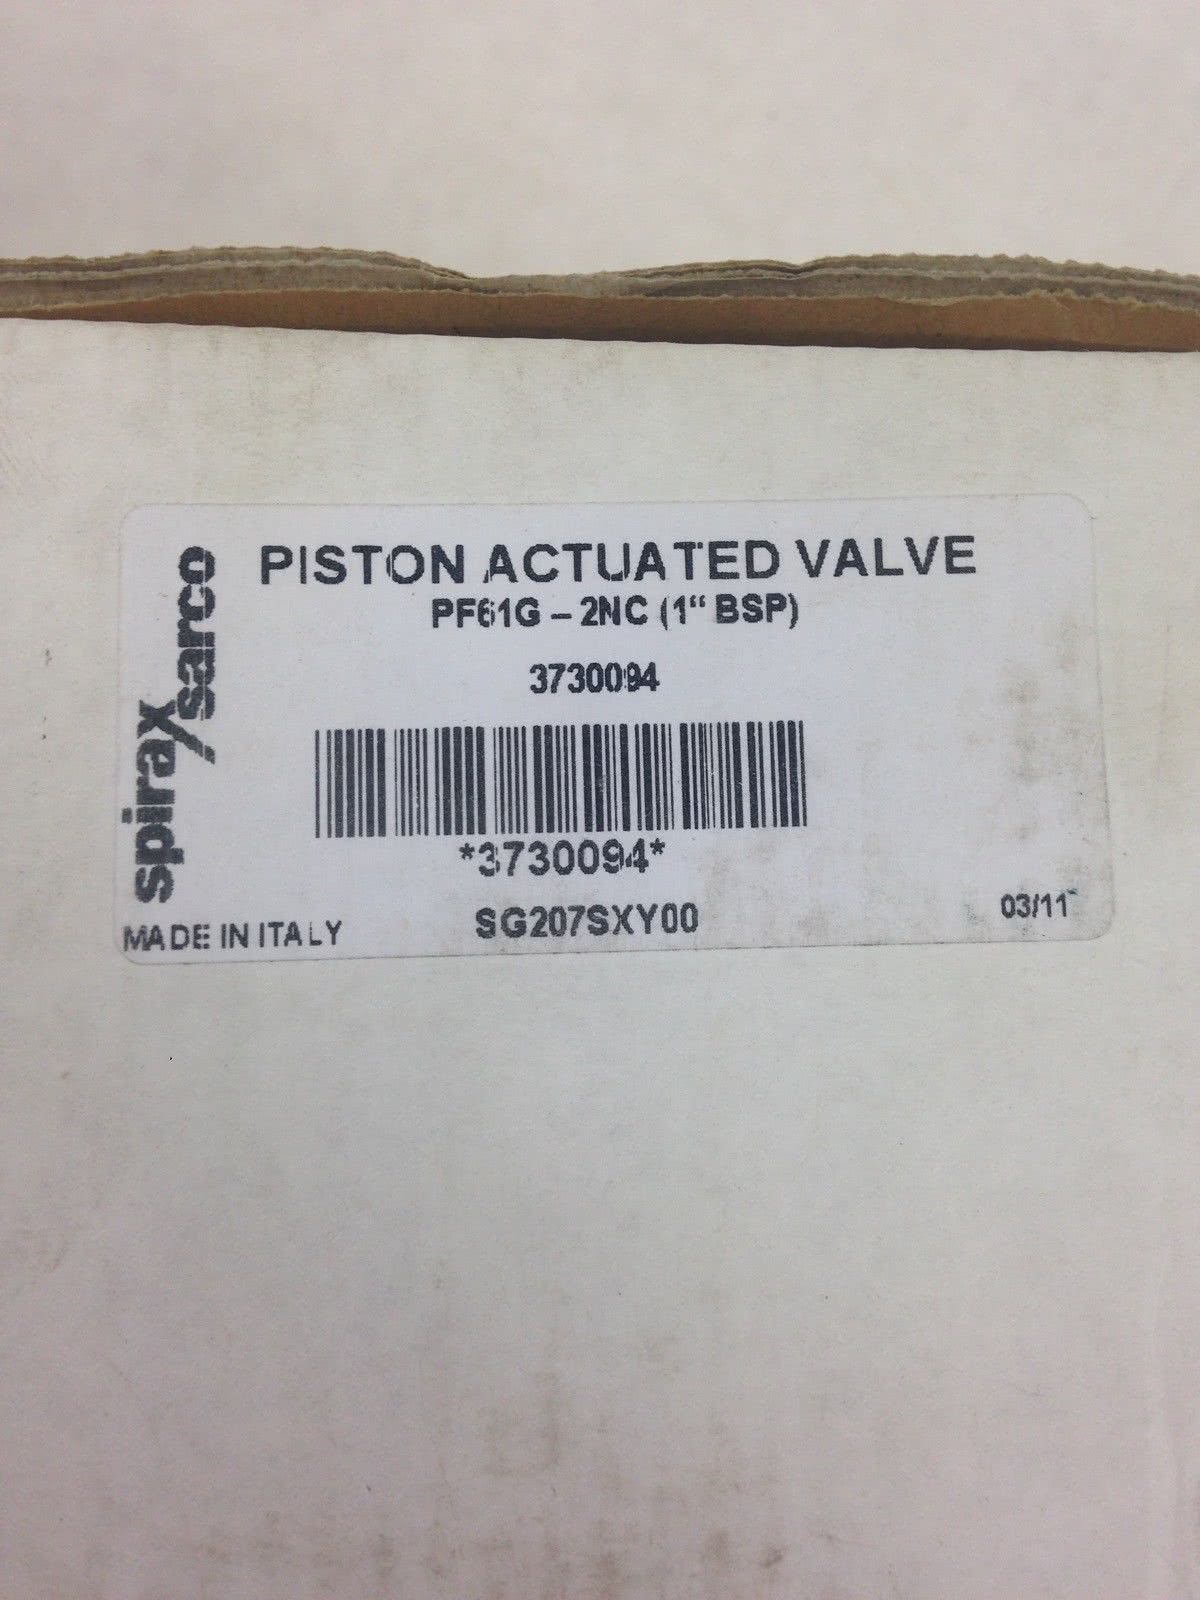 PISTON ACTUATED VALVE
PF61G – 2NC (1“ BSP)
3730094
*3730094*
SG207SXY00
03/11
MADE IN ITALY
spirax
sarco